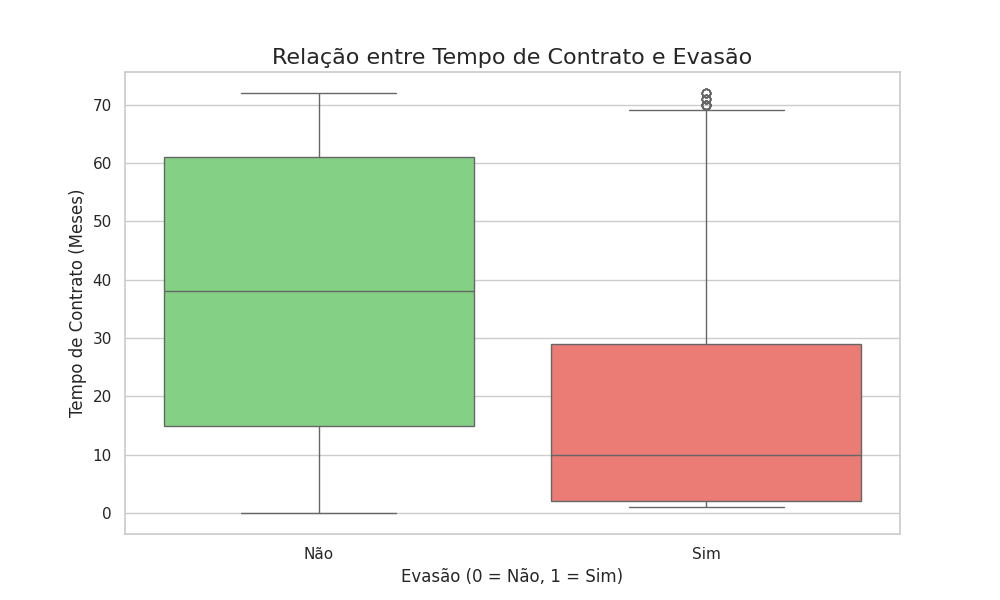 Relação entre Tempo de Contrato e Evasão
Tempo de Contrato (Meses)
70
60
50
40
30
20
10
0
Não
Sim
Evasão (0 = Não, 1 = Sim)